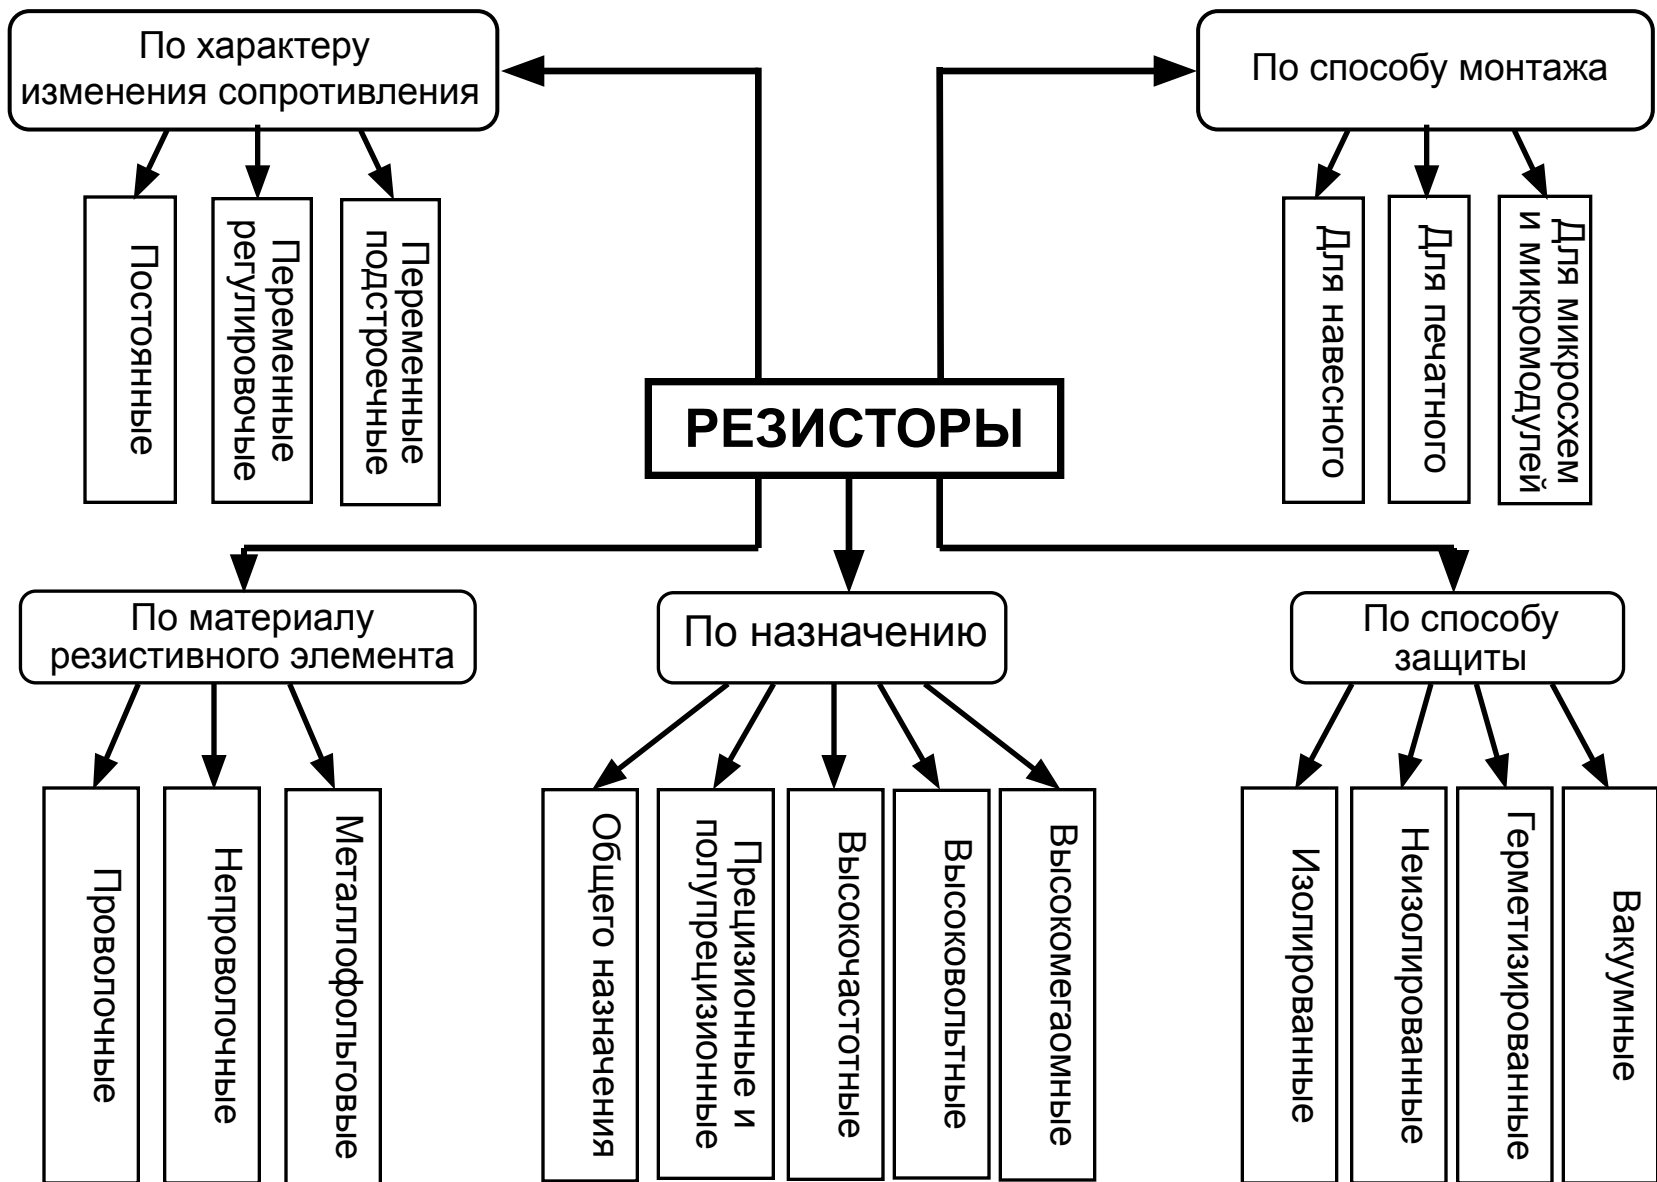 По характеру
изменения сопротивления
По способу монтажа
Постоянные
Переменные
регулировочые
Переменные
подстроечные
Для навесного
Для печатного
Для микросхем
и микромодулей
РЕЗИСТОРЫ
По материалу
резистивного элемента
По назначению
По способу
защиты
Проволочные
Непроволочные
Металлофольговые
Общего назначения
Прецизионные и
полупрецизионные
Высокочастотные
Высоковольтные
Высокомегаомные
Изолированные
Неизолированные
Герметизированные
Вакуумные